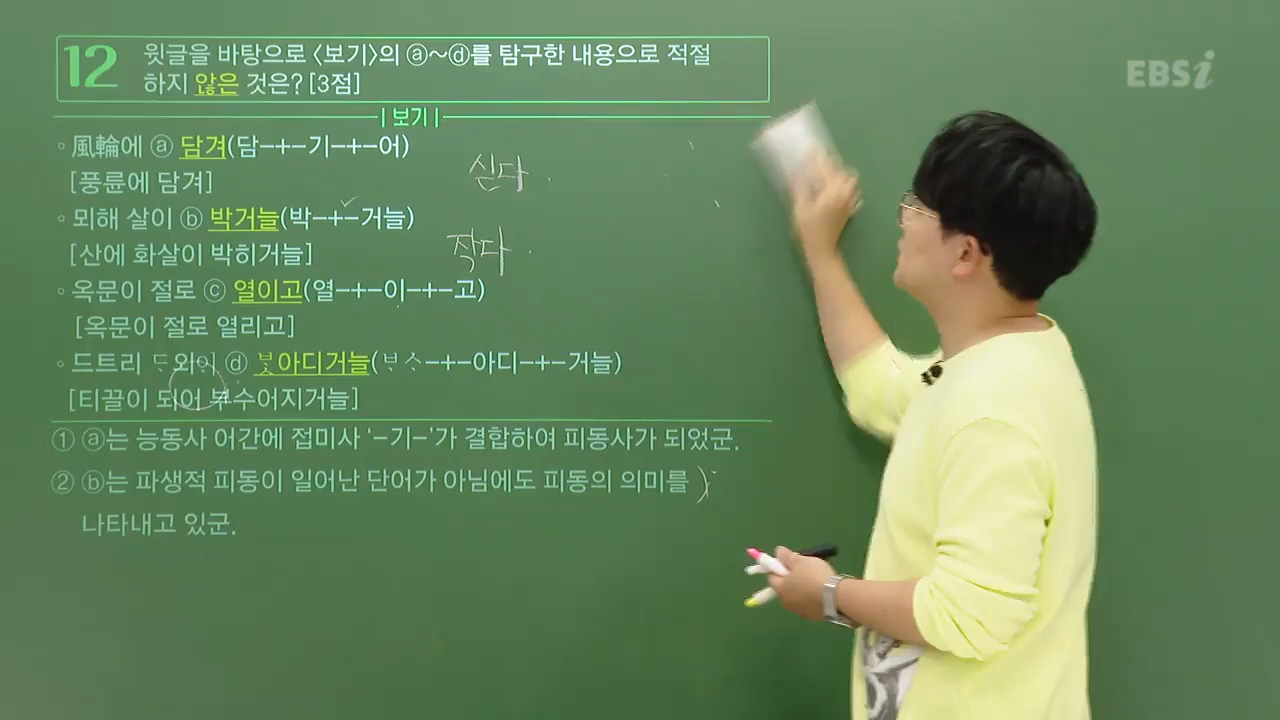 12 윗글을 바탕으로 〈보기〉의 ⓐ~ⓓ를 탐구한 내용으로 적절
하지 않은 것은? [3점]
EBSi
| 보기 |
◦ 風輪에 ⓐ 담겨(담-+-기-+-어)
[풍륜에 담겨]
싣다
◦ 뫼해 살이 ⓑ 박거늘(박-+-거늘)
[산에 화살이 박히거늘]
작다
◦ 옥문이 절로 ⓒ 열이고(열-+-이-+-고)
[옥문이 절로 열리고]
◦ 드트리 ⓓ
[티끌이 되어 부수어지거늘]
① ⓐ는 능동사 어간에 접미사 ‘-기-’가 결합하여 피동사가 되었군.
② ⓑ는 파생적 피동이 일어난 단어가 아님에도 피동의 의미를
나타내고 있군.